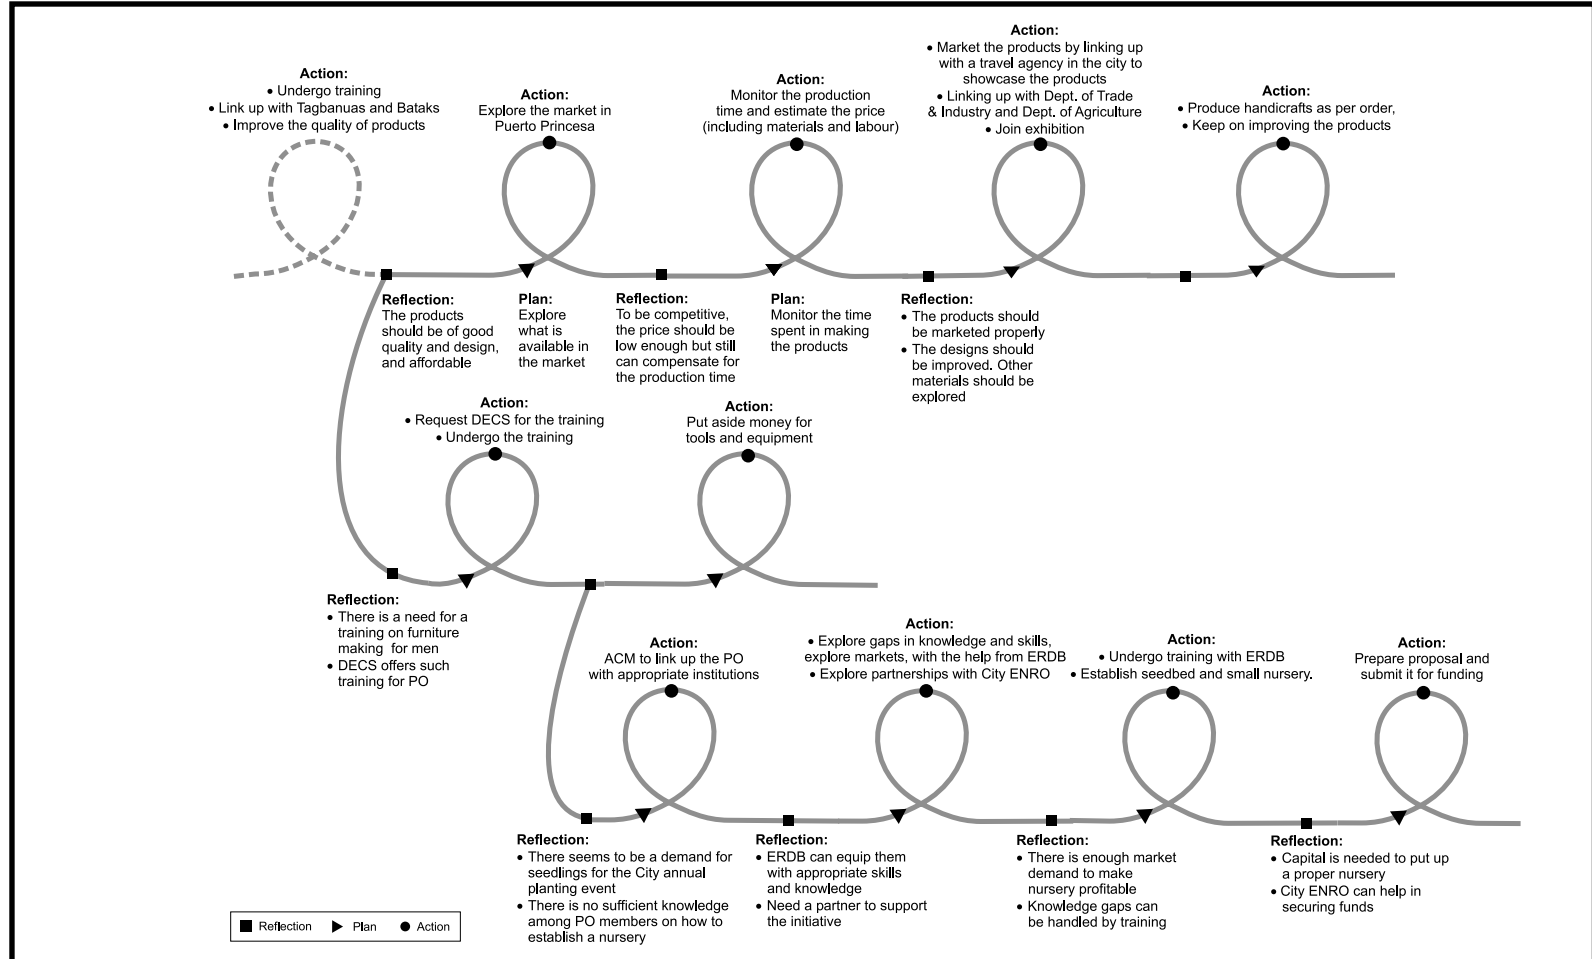 Action:
• Undergo training
• Link up with Tagbanuas and Bataks
• Improve the quality of products
Action:
Explore the market in
Puerto Princesa
Action:
Monitor the production
time and estimate the price
(including materials and labour)
Action:
• Market the products by linking up
with a travel agency in the city to
showcase the products
• Linking up with Dept. of Trade
& Industry and Dept. of Agriculture
• Join exhibition
Action:
• Produce handicrafts as per order,
• Keep on improving the products
Reflection:
The products
should be of good
quality and design,
and affordable
Plan:
Explore
what is
available in
the market
Reflection:
To be competitive,
the price should be
low enough but still
can compensate for
the production time
Plan:
Monitor the time
spent in making
the products
Reflection:
• The products should
be marketed properly
• The designs should
be improved. Other
materials should be
explored
Action:
• Request DECS for the training
• Undergo the training
Action:
Put aside money for
tools and equipment
Reflection:
• There is a need for a
training on furniture
making for men
• DECS offers such
training for PO
Action:
ACM to link up the PO
with appropriate institutions
Action:
• Explore gaps in knowledge and skills,
explore markets, with the help from ERDB
• Explore partnerships with City ENRO
Action:
• Undergo training with ERDB
• Establish seedbed and small nursery.
Action:
Prepare proposal and
submit it for funding
Reflection:
• There seems to be a demand for
seedlings for the City annual
planting event
• There is no sufficient knowledge
among PO members on how to
establish a nursery
Reflection:
• ERDB can equip them
with appropriate skills
and knowledge
• Need a partner to support
the initiative
Reflection:
• There is enough market
demand to make
nursery profitable
• Knowledge gaps can
be handled by training
Reflection:
• Capital is needed to put up
a proper nursery
• City ENRO can help in
securing funds
Reflection Plan Action